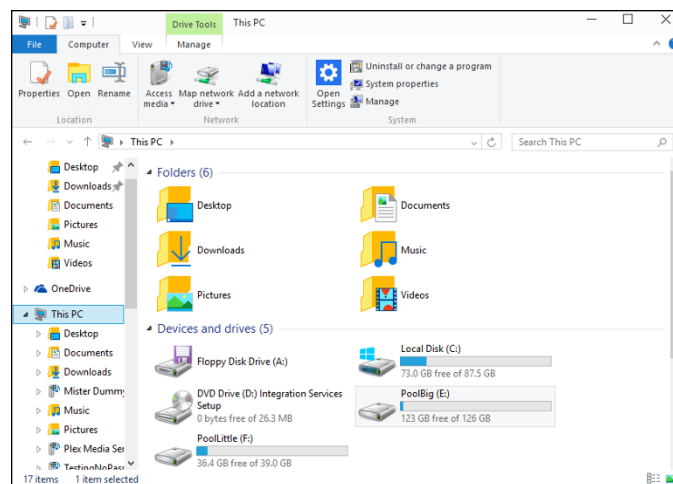 Drive Tools
This PC
File
Computer
View
Manage
Properties
Open
Rename
Access media
Map network drive
Add a network location
Open Settings
Uninstall or change a program
System properties
Manage
Location
Network
System
This PC
Search This PC
Desktop
Downloads
Documents
Pictures
Music
Videos
OneDrive
This PC
Desktop
Documents
Downloads
Mister Dummy
Music
Pictures
Plex Media Ser
TestingNoPas
Folders (6)
Desktop
Documents
Downloads
Music
Pictures
Videos
Devices and drives (5)
Floppy Disk Drive (A:)
Local Disk (C:)
73.0 GB free of 87.5 GB
DVD Drive (D:) Integration Services
Setup
0 bytes free of 26.3 MB
PoolBig (E:)
123 GB free of 126 GB
PoolLittle (F:)
36.4 GB free of 39.0 GB
17 items
1 item selected